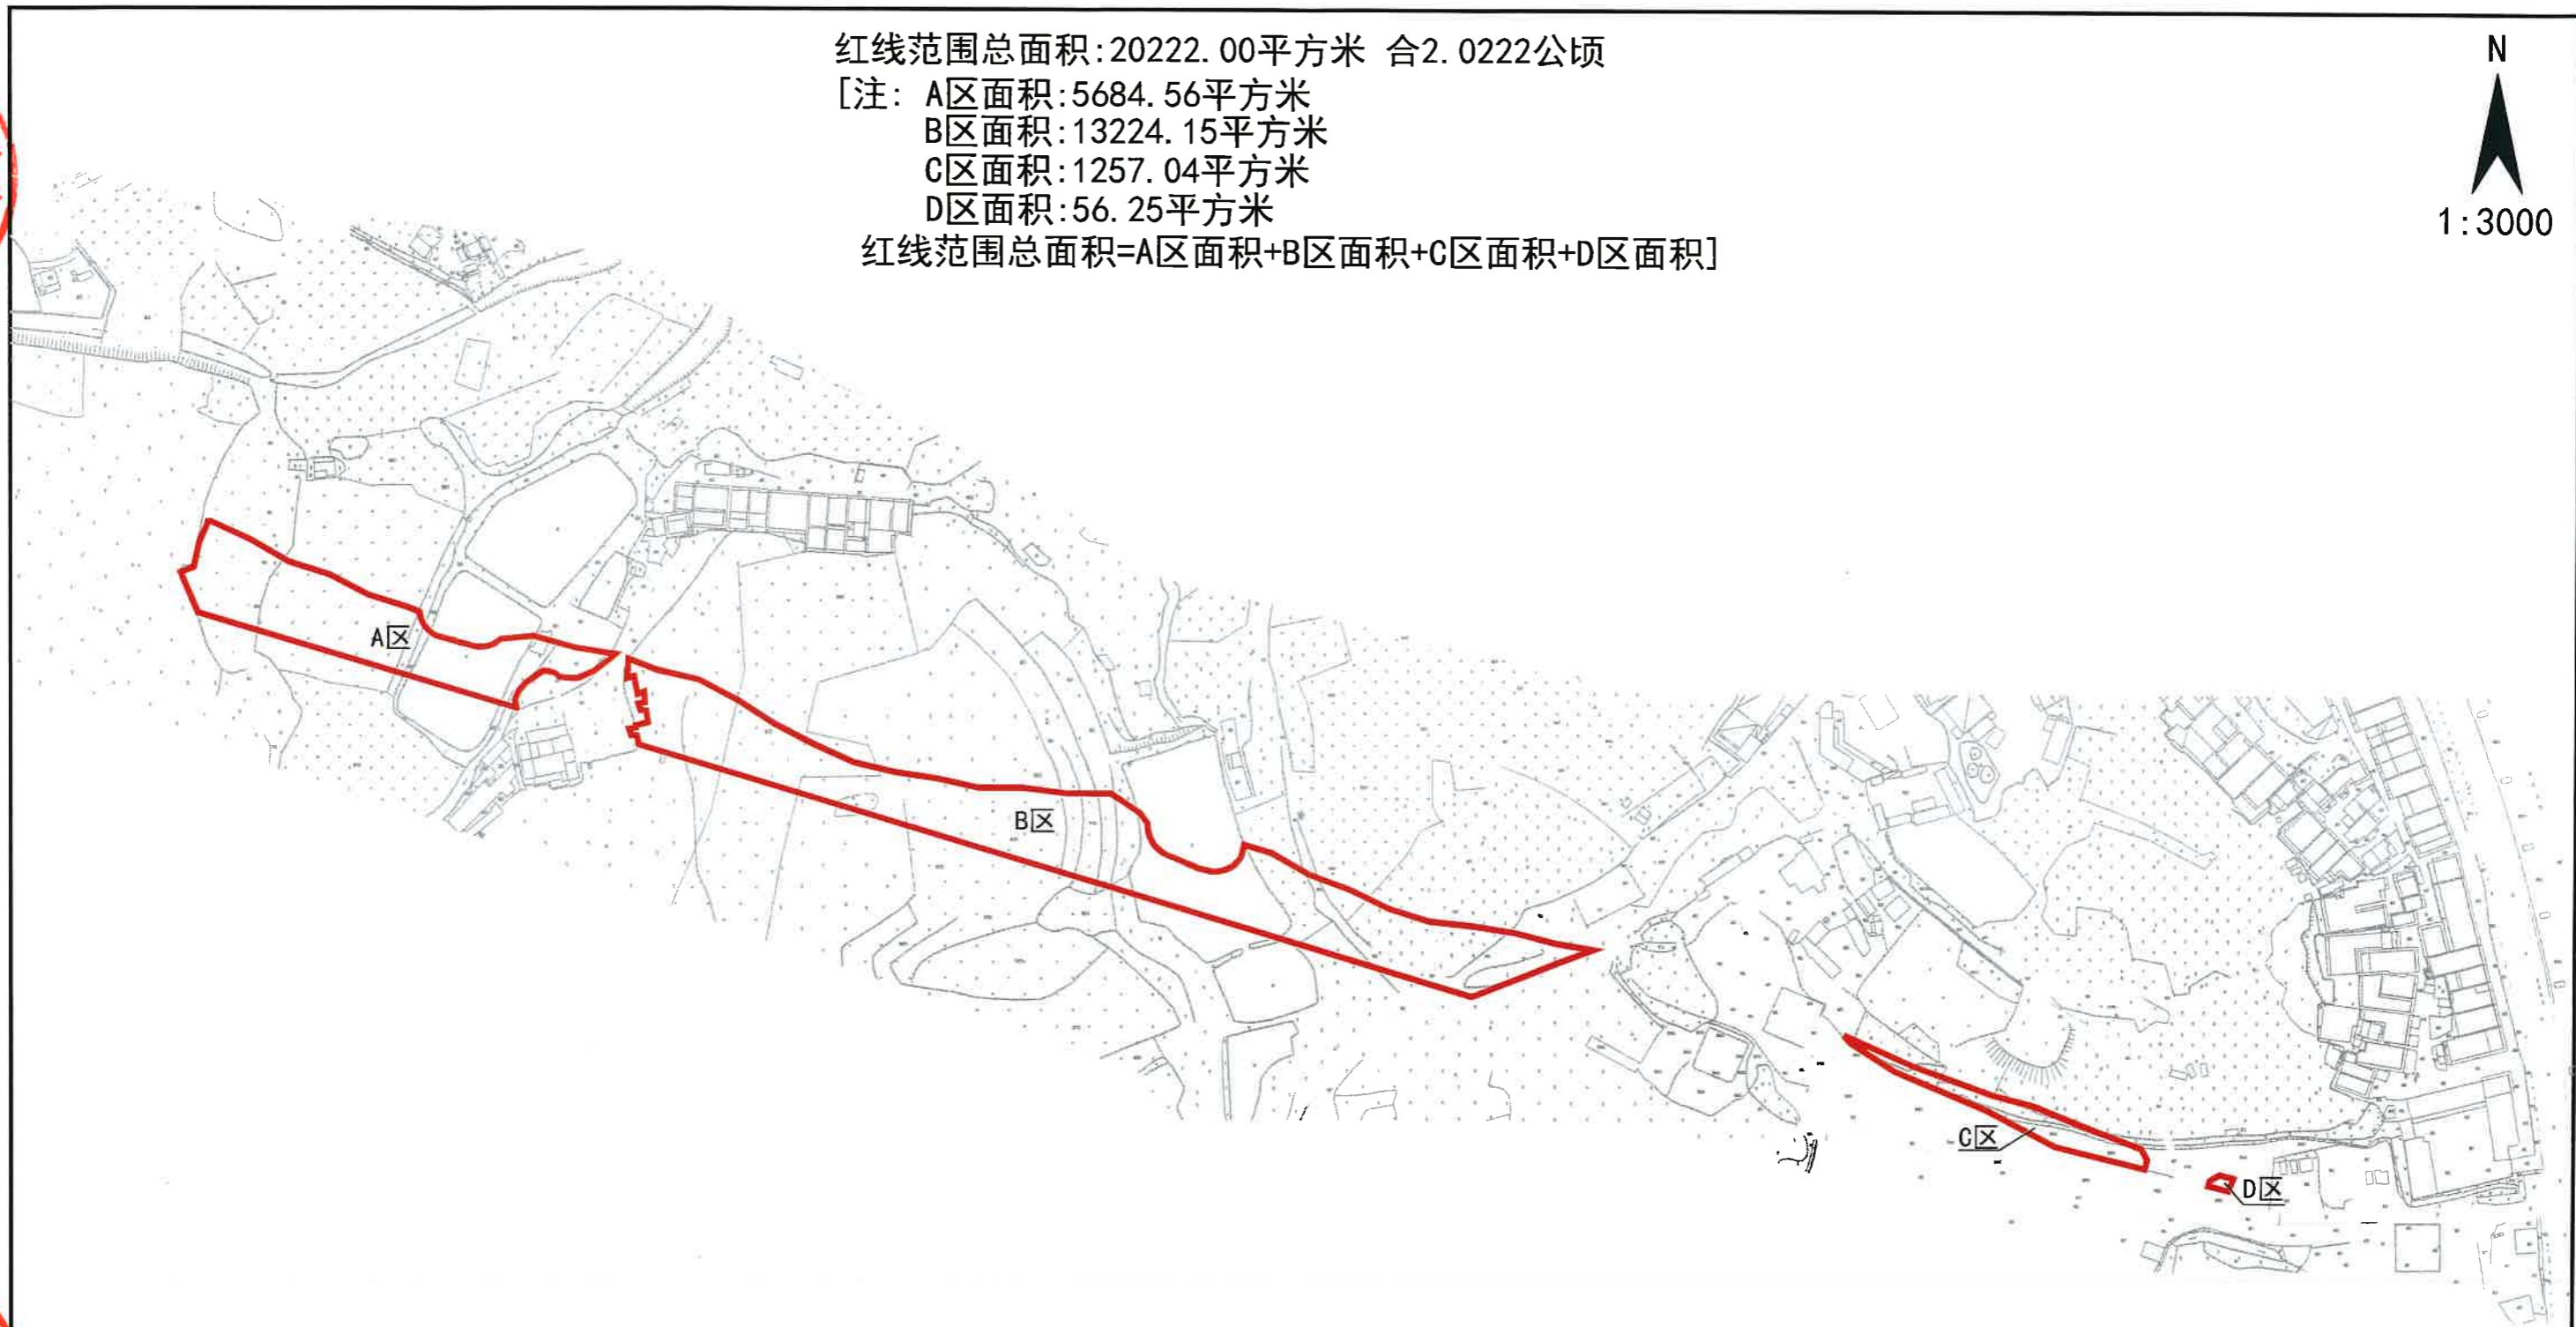 红线范围总面积:20222.00平方米 合2.0222公顷
[注: A区面积:5684.56平方米
B区面积:13224.15平方米
C区面积:1257.04平方米
D区面积:56.25平方米
红线范围总面积=A区面积+B区面积+C区面积+D区面积]
N
1:3000
A区
B区
C区
D区